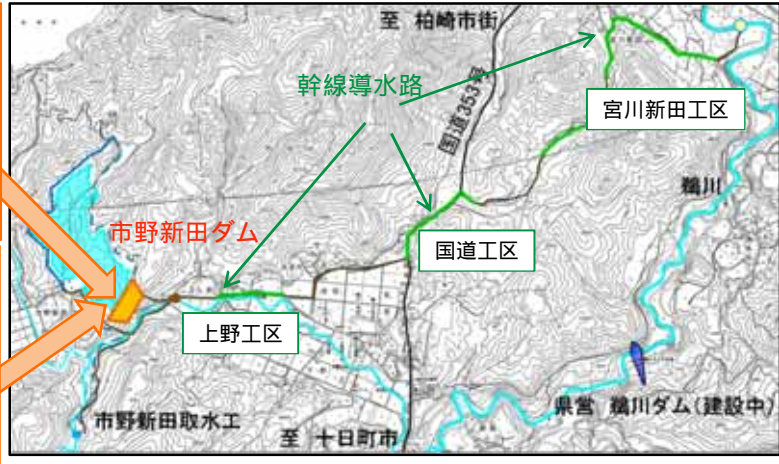 至 柏崎市街
幹線導水路
国道353号
宮川新田工区
鵜川
市野新田ダム
国道工区
上野工区
県営 鵜川ダム(建設中)
市野新田取水工
至 十日町市